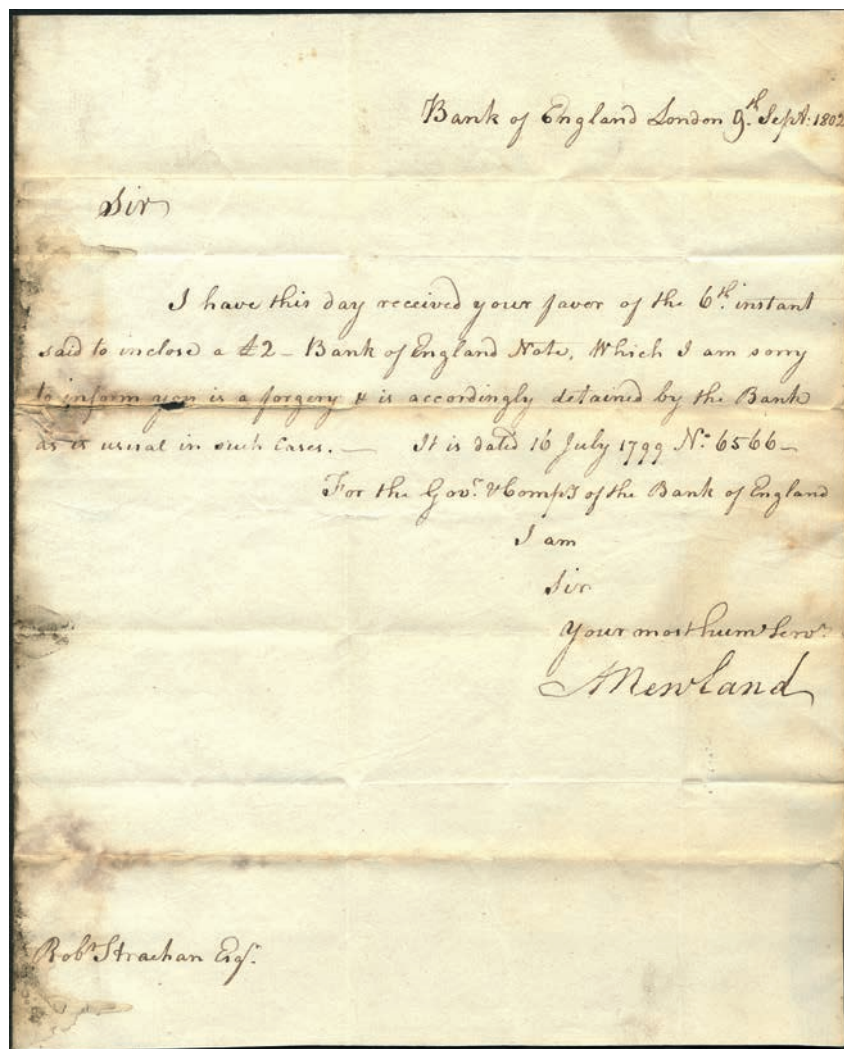 Bank of England London 9th. Sept: 1802
Sir
I have this day received your favor of the 6th. instant
said to inclose a £2 - Bank of England Note, Which I am sorry
to inform you is a forgery & is accordingly detained by the Bank
as is usual in such Cases. — It is dated 16 July 1799 No. 6566 —
For the Govr. & Compy of the Bank of England
I am
Sir
Your most humle Servt.
A Newland
Robt Strachan Esqr.